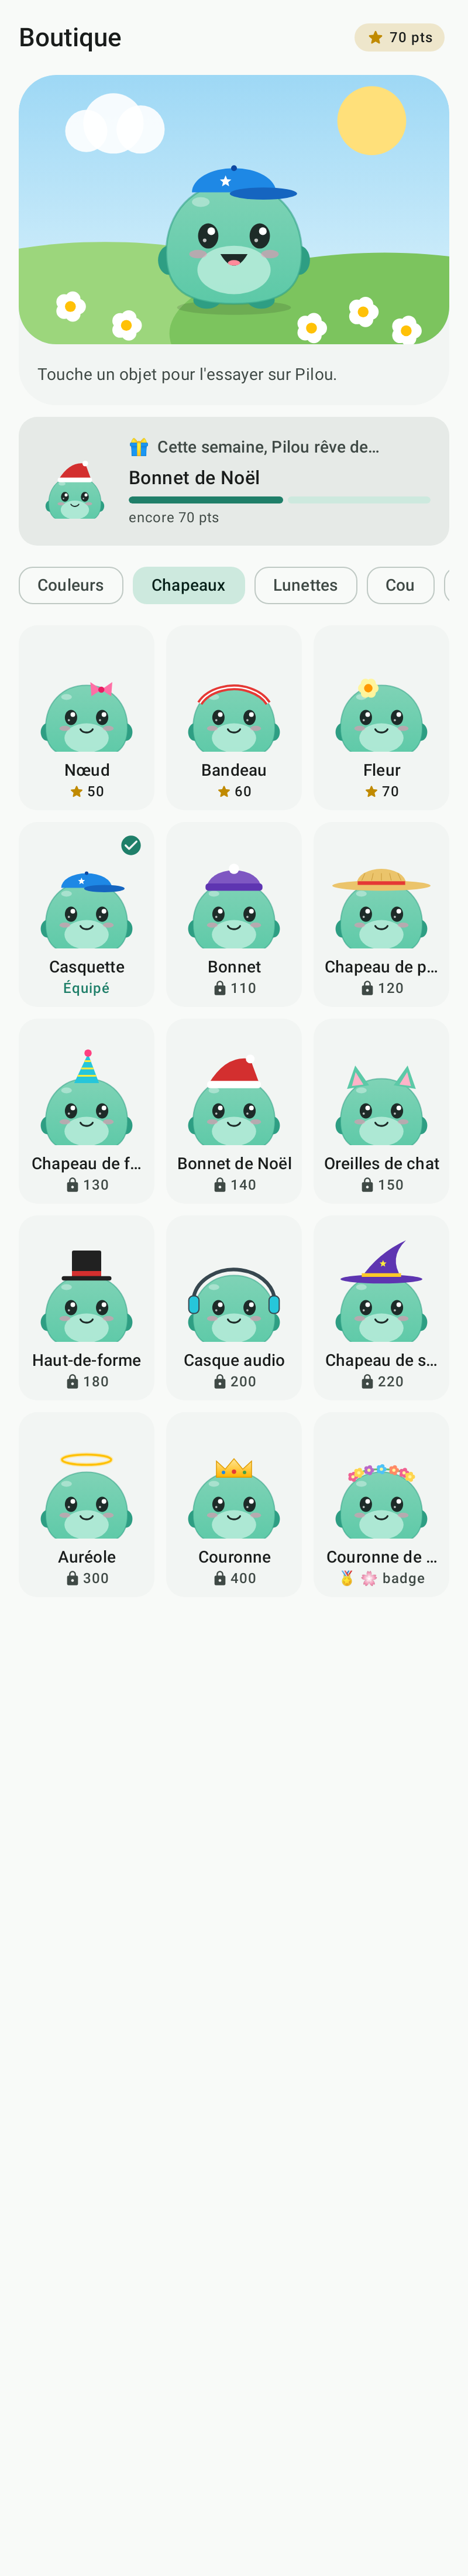 Boutique
70 pts
Touche un objet pour l'essayer sur Pilou.
Cette semaine, Pilou rêve de...
Bonnet de Noël
encore 70 pts
Couleurs Chapeaux Lunettes Cou
Nœud Bandeau Fleur
50 60 70
Casquette Bonnet Chapeau de p...
Équipé 110 120
Chapeau de f... Bonnet de Noël Oreilles de chat
130 140 150
Haut-de-forme Casque audio Chapeau de s...
180 200 220
Auréole Couronne Couronne de ...
300 400 badge